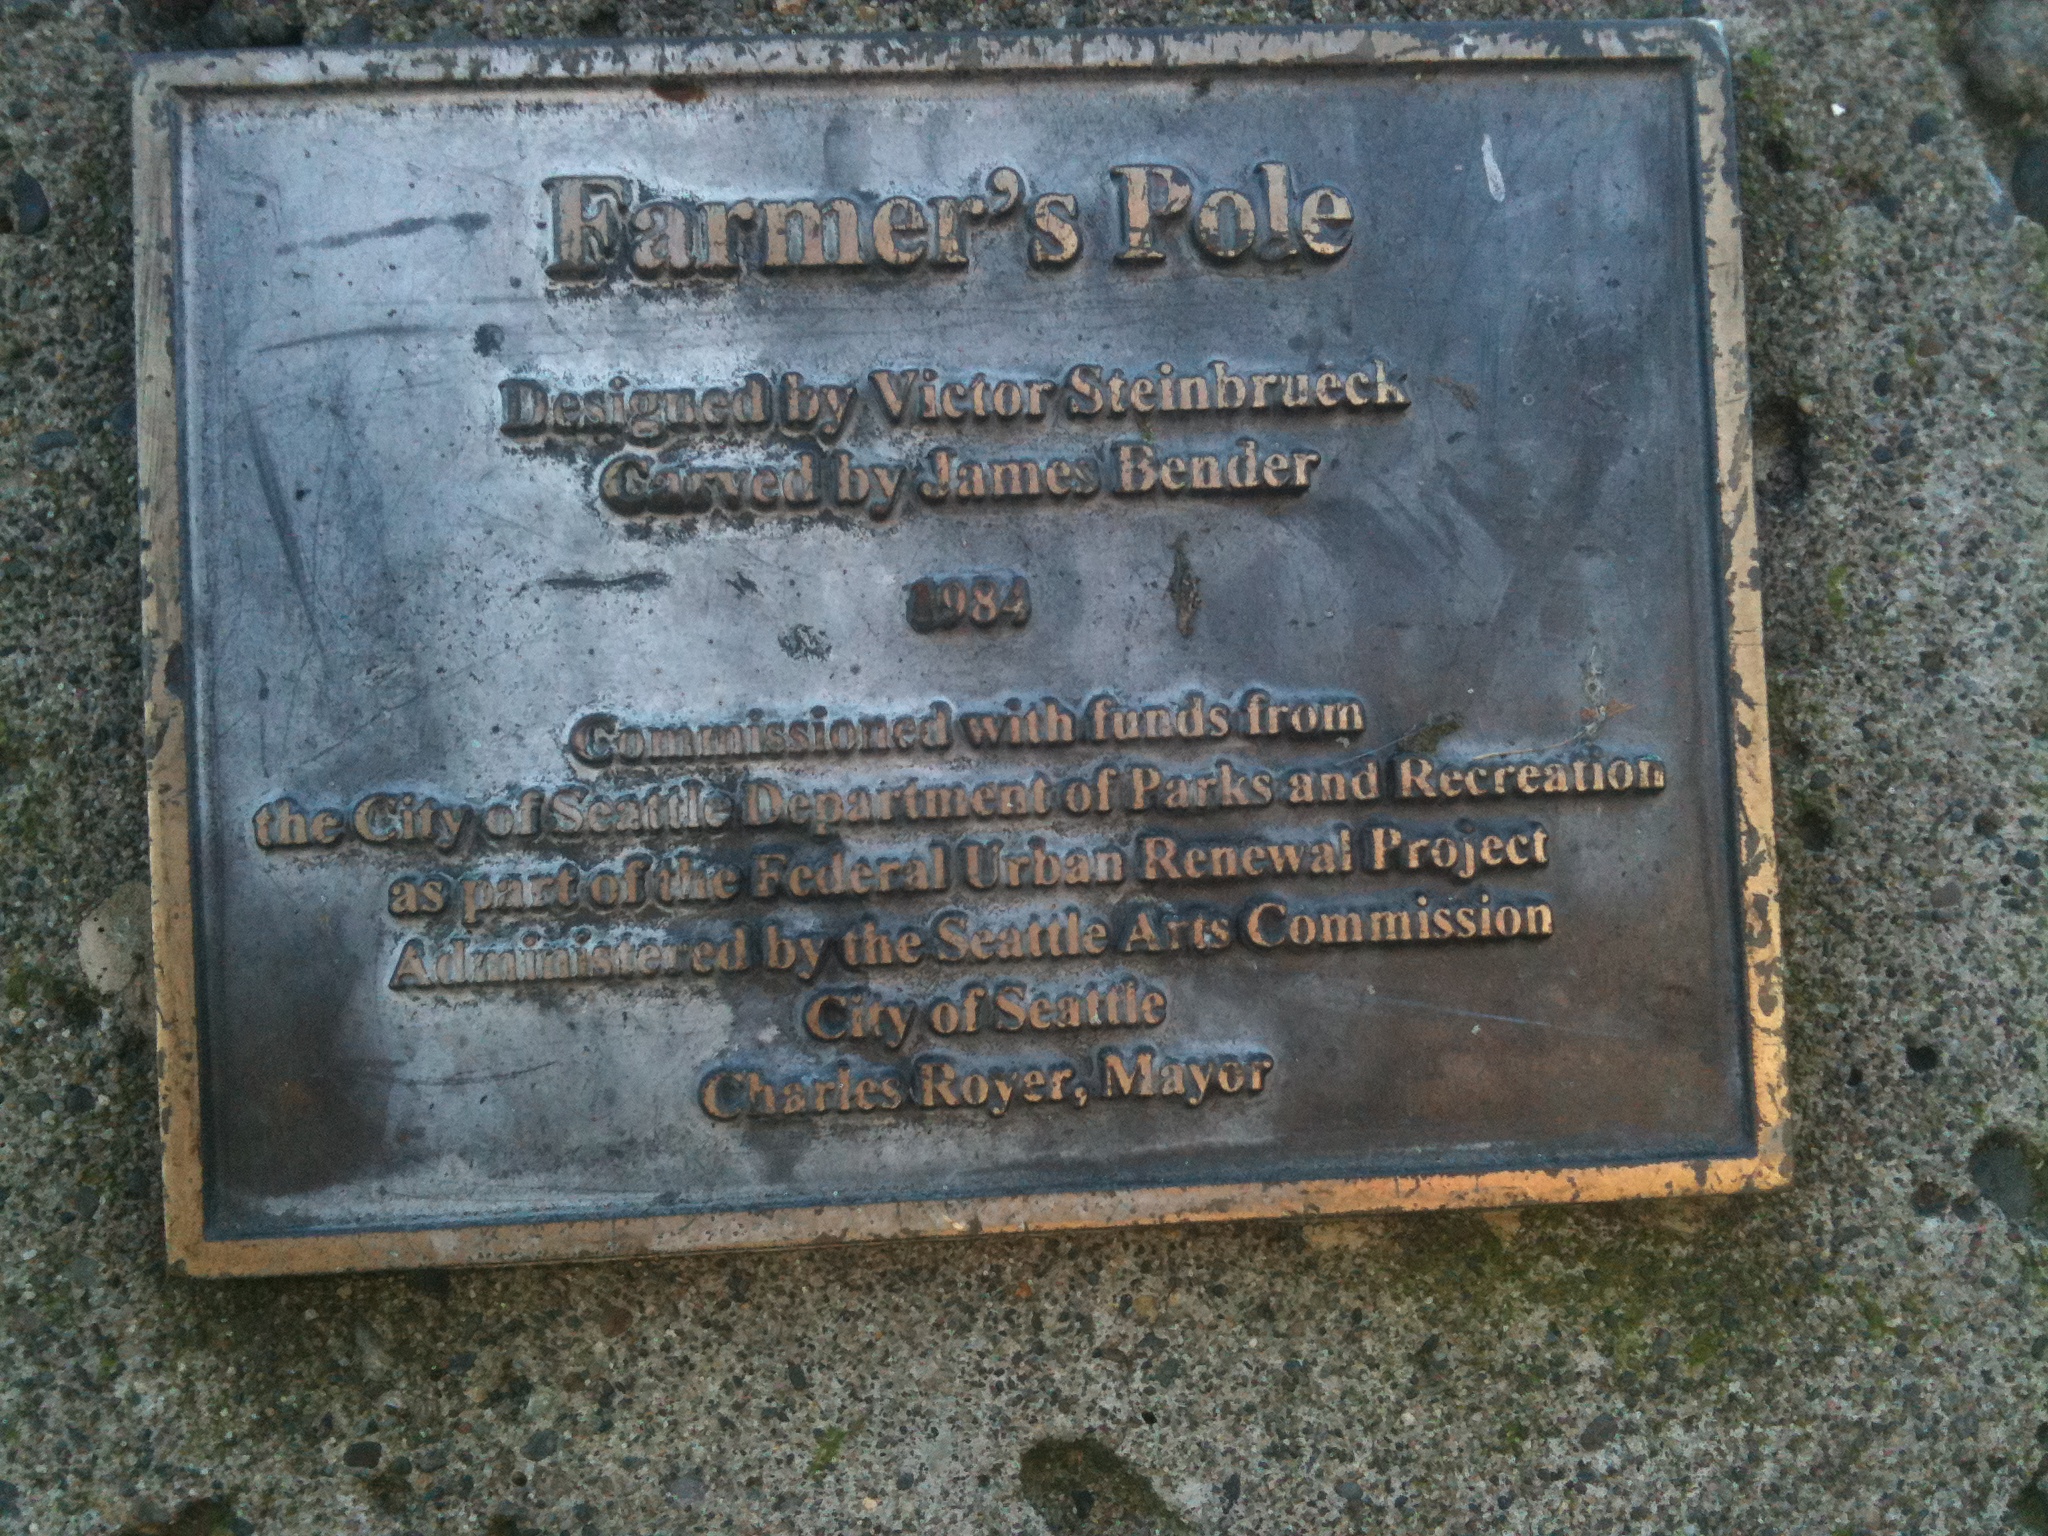 Farmer's Pole
Designed by Victor Steinbrueck
Carved by James Bender
1984
Commissioned with funds from
the City of Seattle Department of Parks and Recreation
as part of the Federal Urban Renewal Project
Administered by the Seattle Arts Commission
City of Seattle
Charles Royer, Mayor